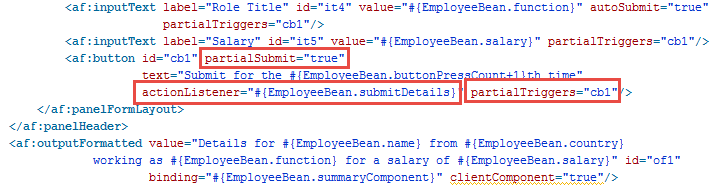 <af:inputText label="Role Title" id="it4" value="#{EmployeeBean.function}" autoSubmit="true"
partialTriggers="cb1"/>
<af:inputText label="Salary" id="it5" value="#{EmployeeBean.salary}" partialTriggers="cb1"/>
<af:button id="cb1" partialSubmit="true"
text="Submit for the #{EmployeeBean.buttonPressCount+1}th time"
actionListener="#{EmployeeBean.submitDetails}" partialTriggers="cb1"/>
</af:panelFormLayout>
</af:panelHeader>
<af:outputFormatted value="Details for #{EmployeeBean.name} from #{EmployeeBean.country}
working as #{EmployeeBean.function} for a salary of #{EmployeeBean.salary}" id="of1"
binding="#{EmployeeBean.summaryComponent}" clientComponent="true"/>